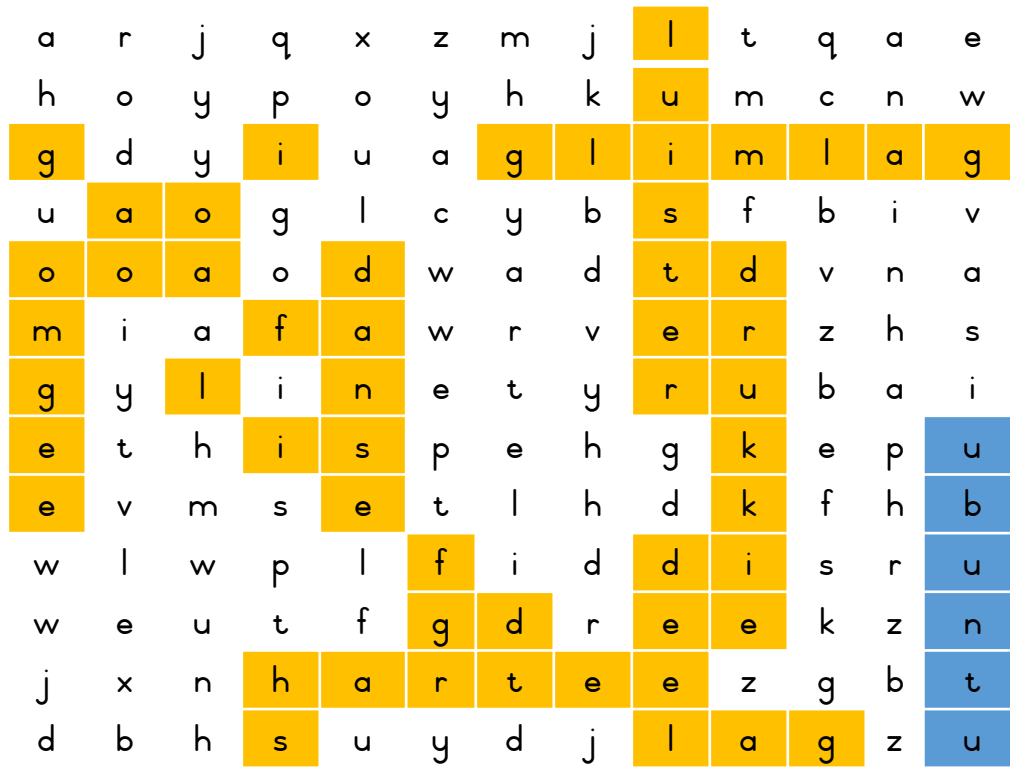 a r j q x z m j l t q a e
h o y p o y h k u m c n w
g d y i u a g l i m l a g
u a o g l c y b s f b i v
o o a o d w a d t d v n a
m i a f a w r v e r z h s
g y l i n e t y r u b a i
e t h i s p e h g k e p u
e v m s e t l h d k f h b
w l w p l f i d d i s r u
w e u t f g d r e e k z n
j x n h a r t e e z g b t
d b h s u y d j l a g z u